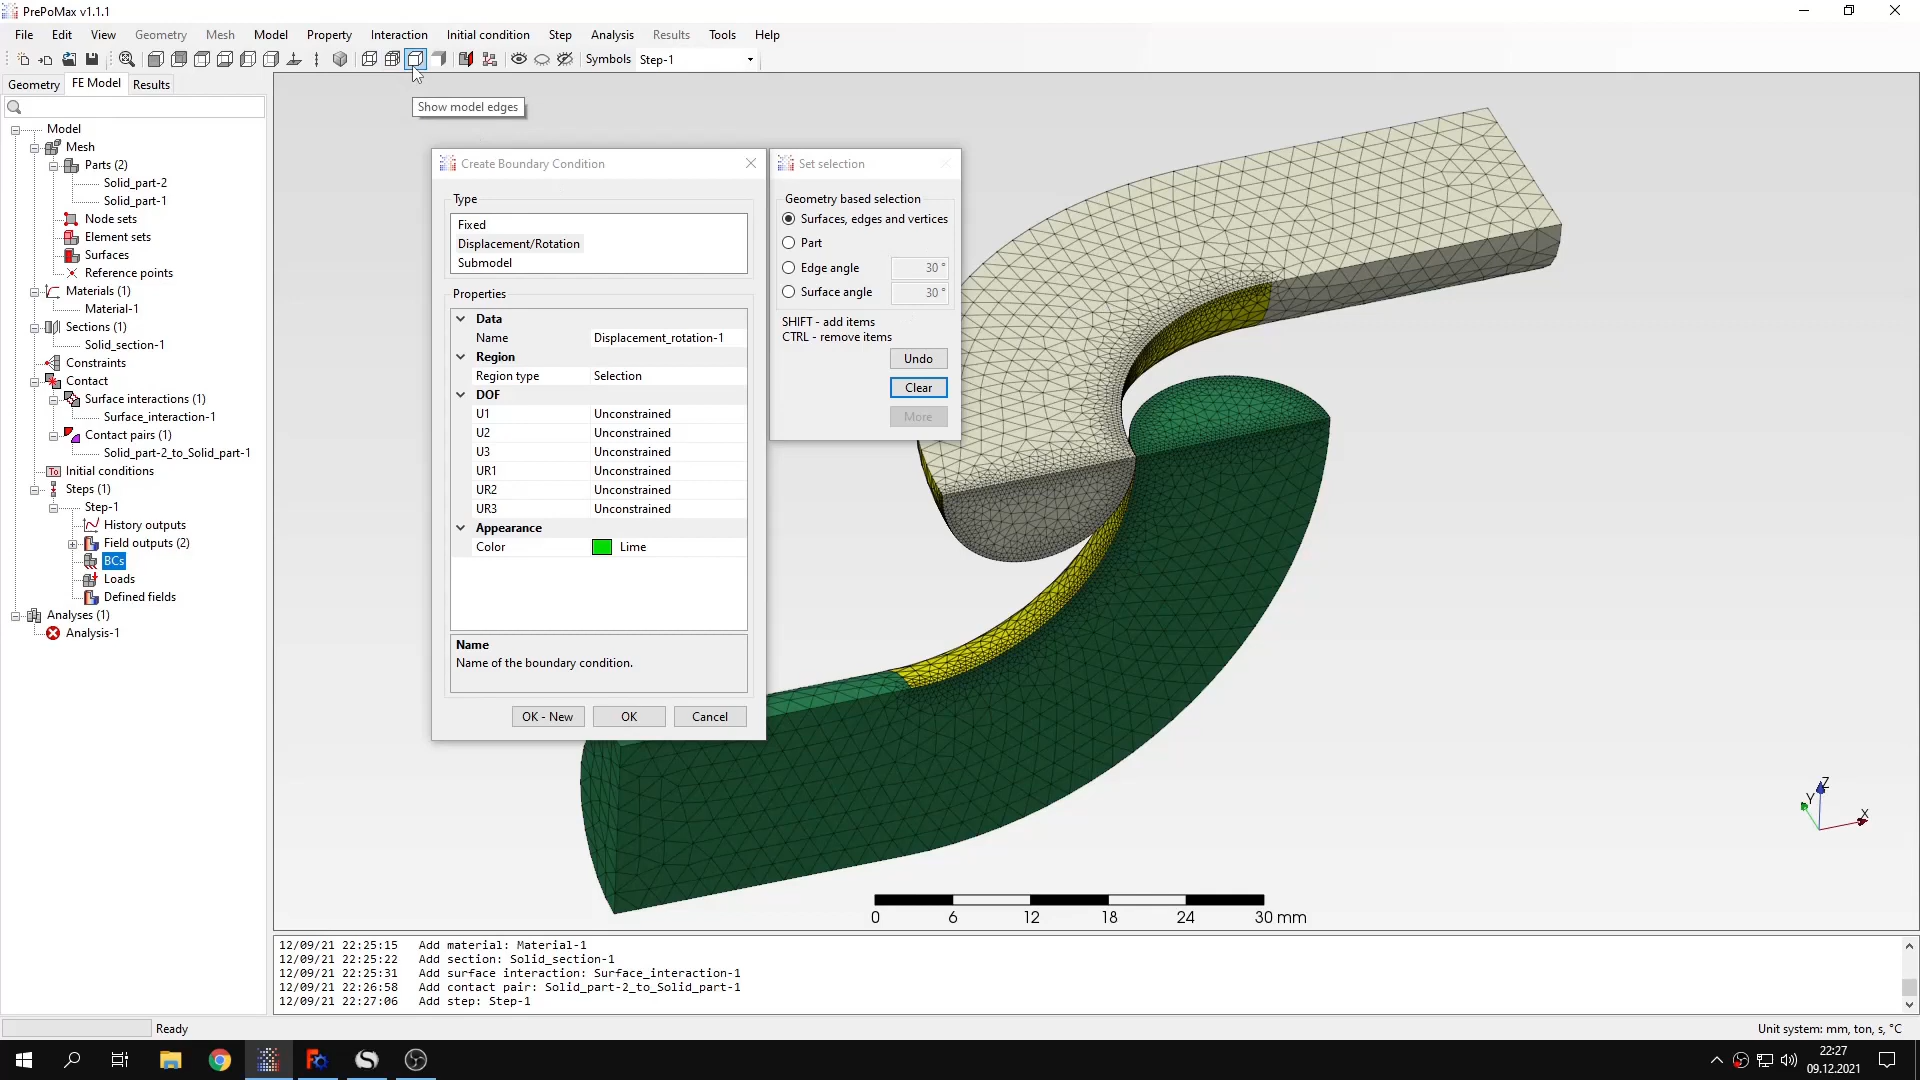 PrePoMax v1.1.1
File Edit View Geometry Mesh Model Property Interaction Initial condition Step Analysis Results Tools Help
Symbols Step-1
Geometry FE Model Results
Show model edges
Model
Mesh
Parts (2)
Solid_part-2
Solid_part-1
Node sets
Element sets
Surfaces
Reference points
Materials (1)
Material-1
Sections (1)
Solid_section-1
Constraints
Contact
Surface interactions (1)
Surface_interaction-1
Contact pairs (1)
Solid_part-2_to_Solid_part-1
Initial conditions
Steps (1)
Step-1
History outputs
Field outputs (2)
BCs
Loads
Defined fields
Analyses (1)
Analysis-1
Create Boundary Condition
Type
Fixed
Displacement/Rotation
Submodel
Properties
Data
Name Displacement_rotation-1
Region
Region type Selection
DOF
U1 Unconstrained
U2 Unconstrained
U3 Unconstrained
UR1 Unconstrained
UR2 Unconstrained
UR3 Unconstrained
Appearance
Color Lime
Name
Name of the boundary condition.
OK - New OK Cancel
Set selection
Geometry based selection
Surfaces, edges and vertices
Part
Edge angle 30 °
Surface angle 30 °
SHIFT - add items
CTRL - remove items
Undo
Clear
More
Z
Y
X
0 6 12 18 24 30 mm
12/09/21 22:25:15 Add material: Material-1
12/09/21 22:25:22 Add section: Solid_section-1
12/09/21 22:25:31 Add surface interaction: Surface_interaction-1
12/09/21 22:26:58 Add contact pair: Solid_part-2_to_Solid_part-1
12/09/21 22:27:06 Add step: Step-1
Ready
Unit system: mm, ton, s, °C
22:27
09.12.2021